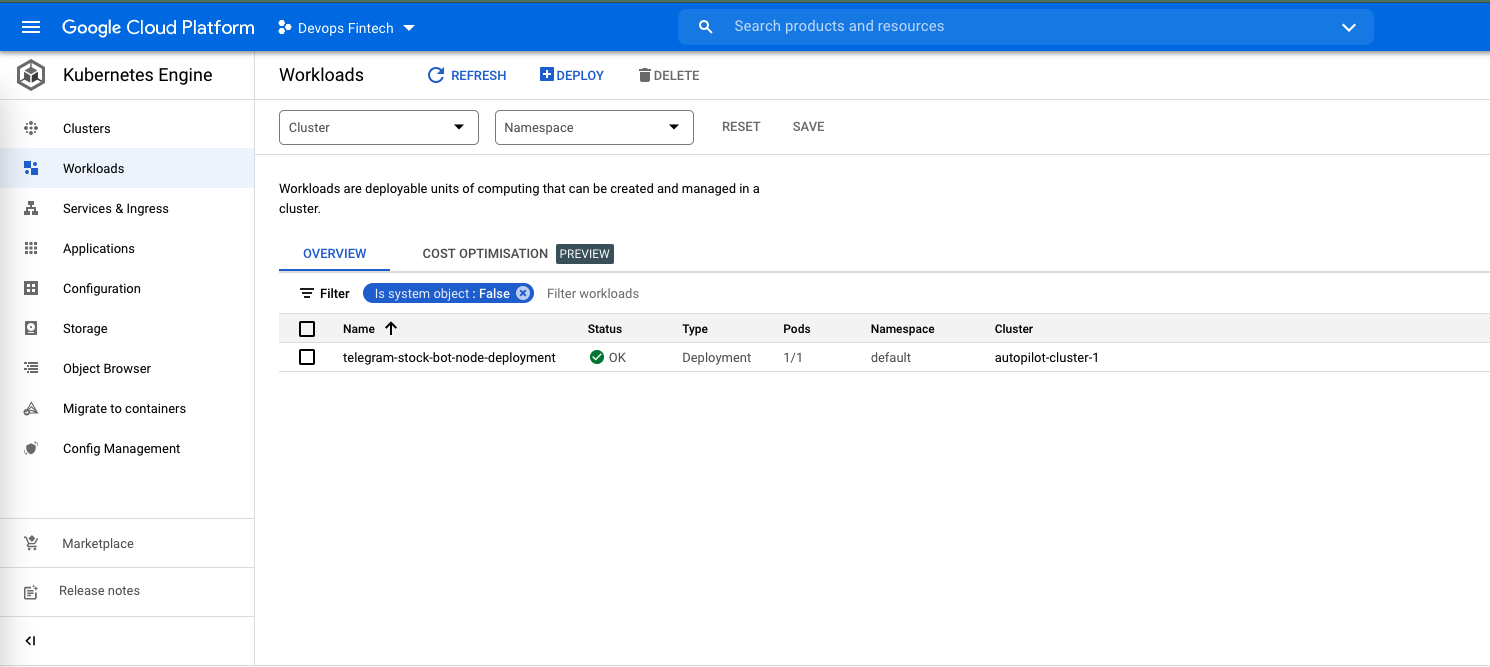 Google Cloud Platform Devops Fintech Search products and resources
Kubernetes Engine
Clusters
Workloads
Services & Ingress
Applications
Configuration
Storage
Object Browser
Migrate to containers
Config Management
Marketplace
Release notes
Workloads REFRESH DEPLOY DELETE
Cluster Namespace RESET SAVE
Workloads are deployable units of computing that can be created and managed in a
cluster.
OVERVIEW COST OPTIMISATION PREVIEW
Filter Is system object : False Filter workloads
Name Status Type Pods Namespace Cluster
telegram-stock-bot-node-deployment OK Deployment 1/1 default autopilot-cluster-1